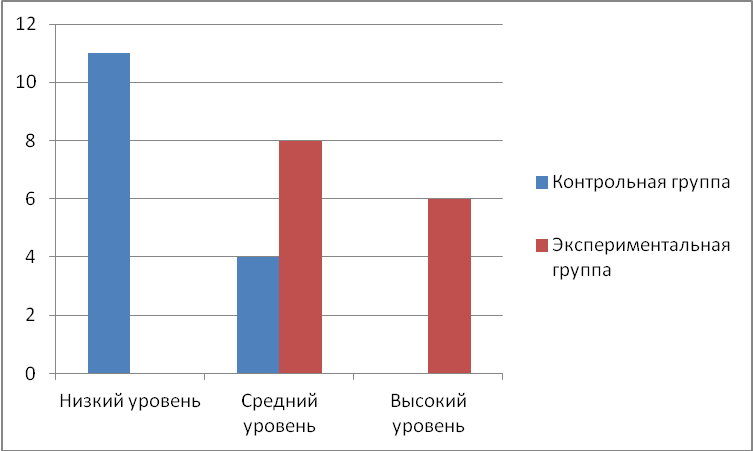 12
10
8
6
4
2
0
Низкий уровень
Средний
уровень
Высокий
уровень
Контрольная группа
Экспериментальная
группа